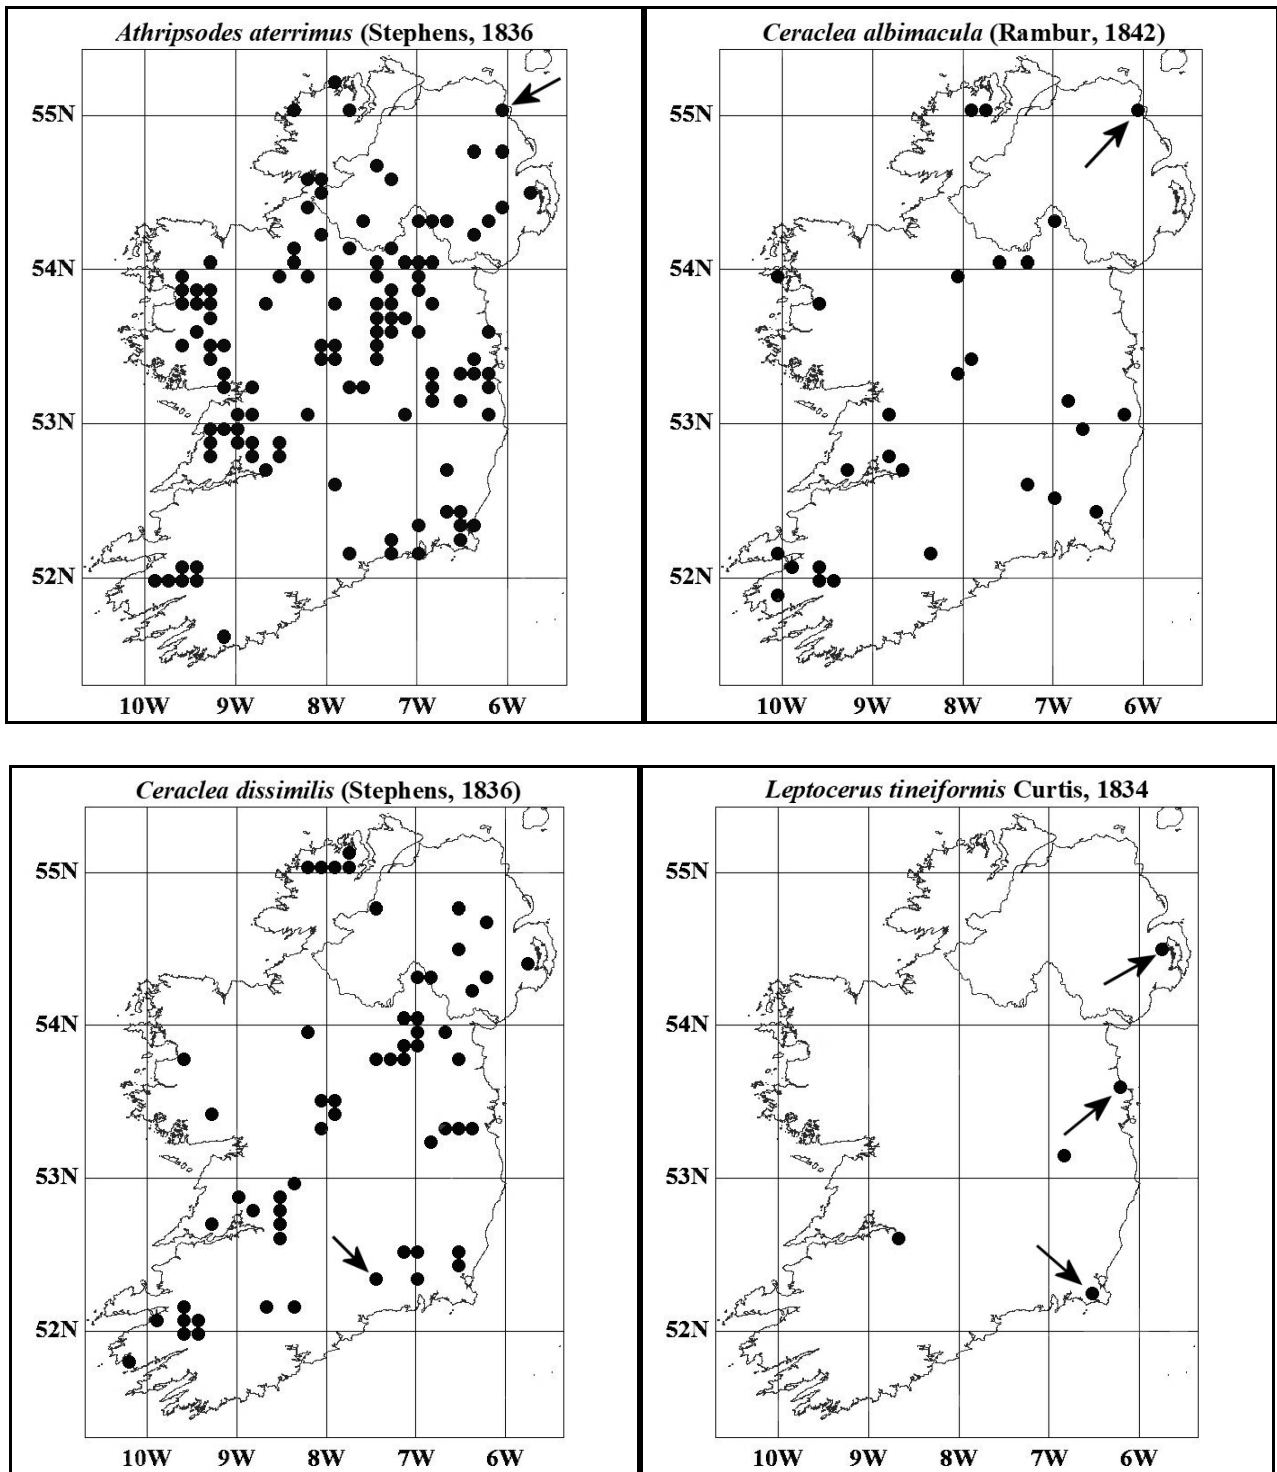 Athripsodes aterrimus (Stephens, 1836
55N
54N
53N
52N
10W 9W 8W 7W 6W
Ceraclea albimacula (Rambur, 1842)
55N
54N
53N
52N
10W 9W 8W 7W 6W
Ceraclea dissimilis (Stephens, 1836)
55N
54N
53N
52N
10W 9W 8W 7W 6W
Leptocerus tineiformis Curtis, 1834
55N
54N
53N
52N
10W 9W 8W 7W 6W